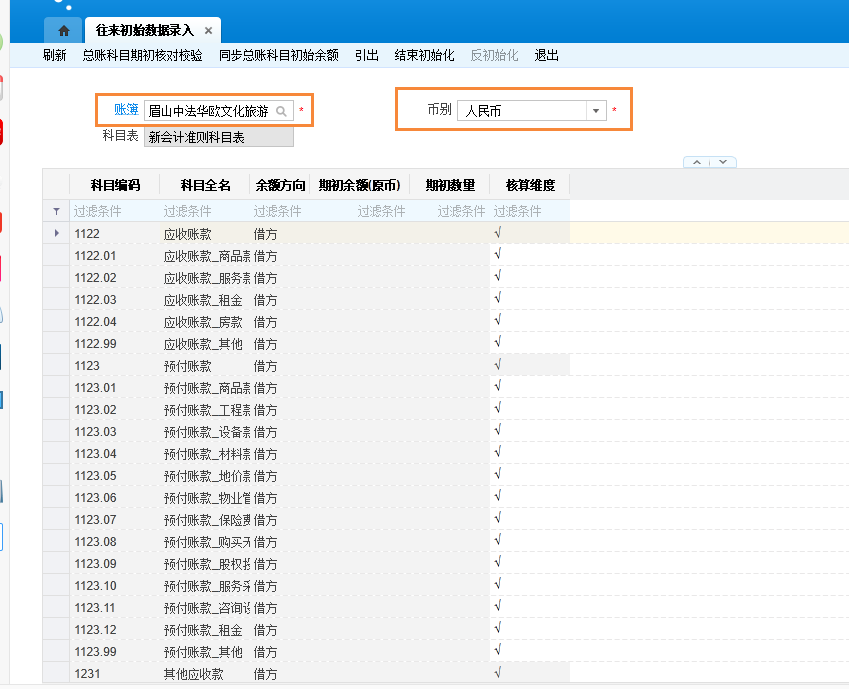 往来初始数据录入 ×
刷新 总账科目期初核对校验 同步总账科目初始余额 引出 结束初始化 反初始化 退出
账簿 眉山中法华欧文化旅游 * 币别 人民币 *
科目表 新会计准则科目表
科目编码 科目全名 余额方向 期初余额(原币) 期初数量 核算维度
过滤条件 过滤条件 过滤条件 过滤条件 过滤条件 过滤条件
1122 应收账款 借方 √
1122.01 应收账款_商品款 借方 √
1122.02 应收账款_服务款 借方 √
1122.03 应收账款_租金 借方 √
1122.04 应收账款_房款 借方 √
1122.99 应收账款_其他 借方 √
1123 预付账款 借方 √
1123.01 预付账款_商品款 借方 √
1123.02 预付账款_工程款 借方 √
1123.03 预付账款_设备款 借方 √
1123.04 预付账款_材料款 借方 √
1123.05 预付账款_地价款 借方 √
1123.06 预付账款_物业管 借方 √
1123.07 预付账款_保险费 借方 √
1123.08 预付账款_购买 借方 √
1123.09 预付账款_股权投 借方 √
1123.10 预付账款_服务采 借方 √
1123.11 预付账款_咨询设 借方 √
1123.12 预付账款_租金 借方 √
1123.99 预付账款_其他 借方 √
1231 其他应收款 借方 √